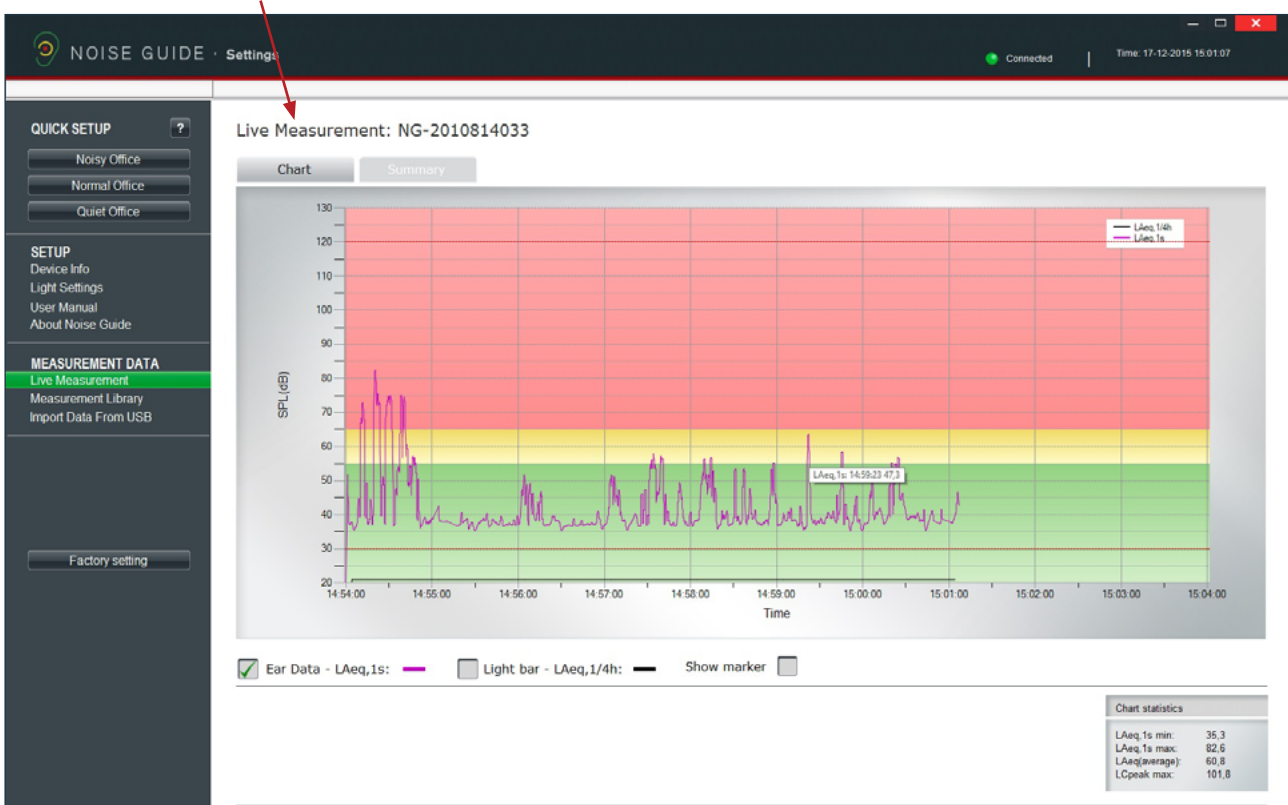 NOISE GUIDE · Settings
Connected | Time: 17-12-2015 15:01:07
QUICK SETUP ?
Noisy Office
Normal Office
Quiet Office
SETUP
Device Info
Light Settings
User Manual
About Noise Guide
MEASUREMENT DATA
Live Measurement
Measurement Library
Import Data From USB
Factory setting
Live Measurement: NG-2010814033
Chart Summary
SPL(dB)
130
120
110
100
90
80
70
60
50
40
30
20
LAeq,1/4h
LAeq,1s
LAeq,1s: 14:59:23 47,3
14:54:00 14:55:00 14:56:00 14:57:00 14:58:00 14:59:00 15:00:00 15:01:00 15:02:00 15:03:00 15:04:00
Time
Ear Data - LAeq,1s: Light bar - LAeq,1/4h: Show marker
Chart statistics
LAeq,1s min: 35,3
LAeq,1s max: 82,6
LAeq(average): 60,8
LCpeak max: 101,8